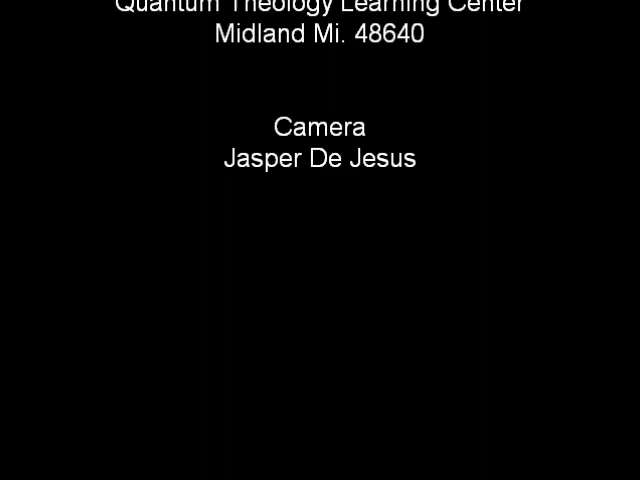 Quantum Theology Learning Center
Midland Mi. 48640
Camera
Jasper De Jesus